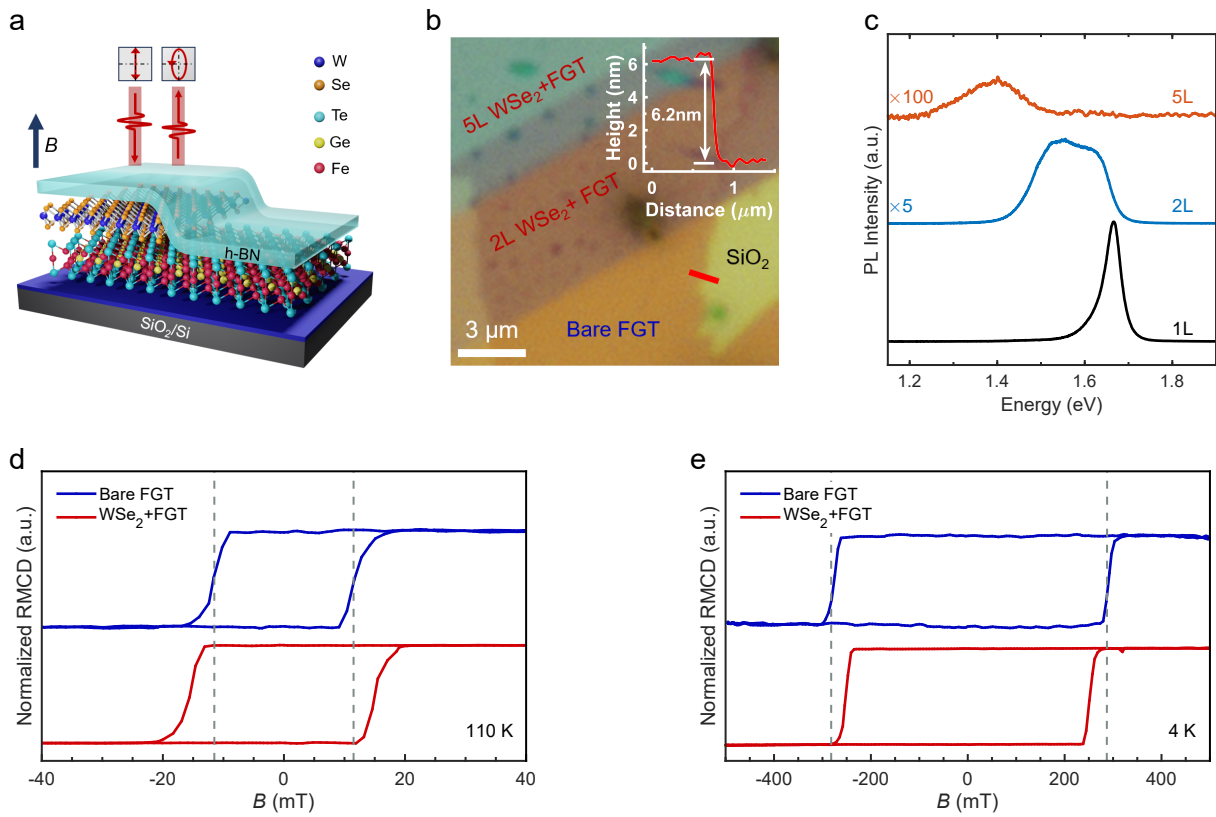 a
B
W
Se
Te
Ge
Fe
h-BN
SiO₂/Si
b
5L WSe₂+FGT
2L WSe₂+ FGT
Height (nm)
6
4
2
0
6.2nm
0
1
Distance (μm)
SiO₂
Bare FGT
3 μm
c
PL Intensity (a.u.)
×100
5L
×5
2L
1L
1.2
1.4
1.6
1.8
Energy (eV)
d
Normalized RMCD (a.u.)
Bare FGT
WSe₂+FGT
110 K
-40
-20
0
20
40
B (mT)
e
Normalized RMCD (a.u.)
Bare FGT
WSe₂+FGT
4 K
-400
-200
0
200
400
B (mT)